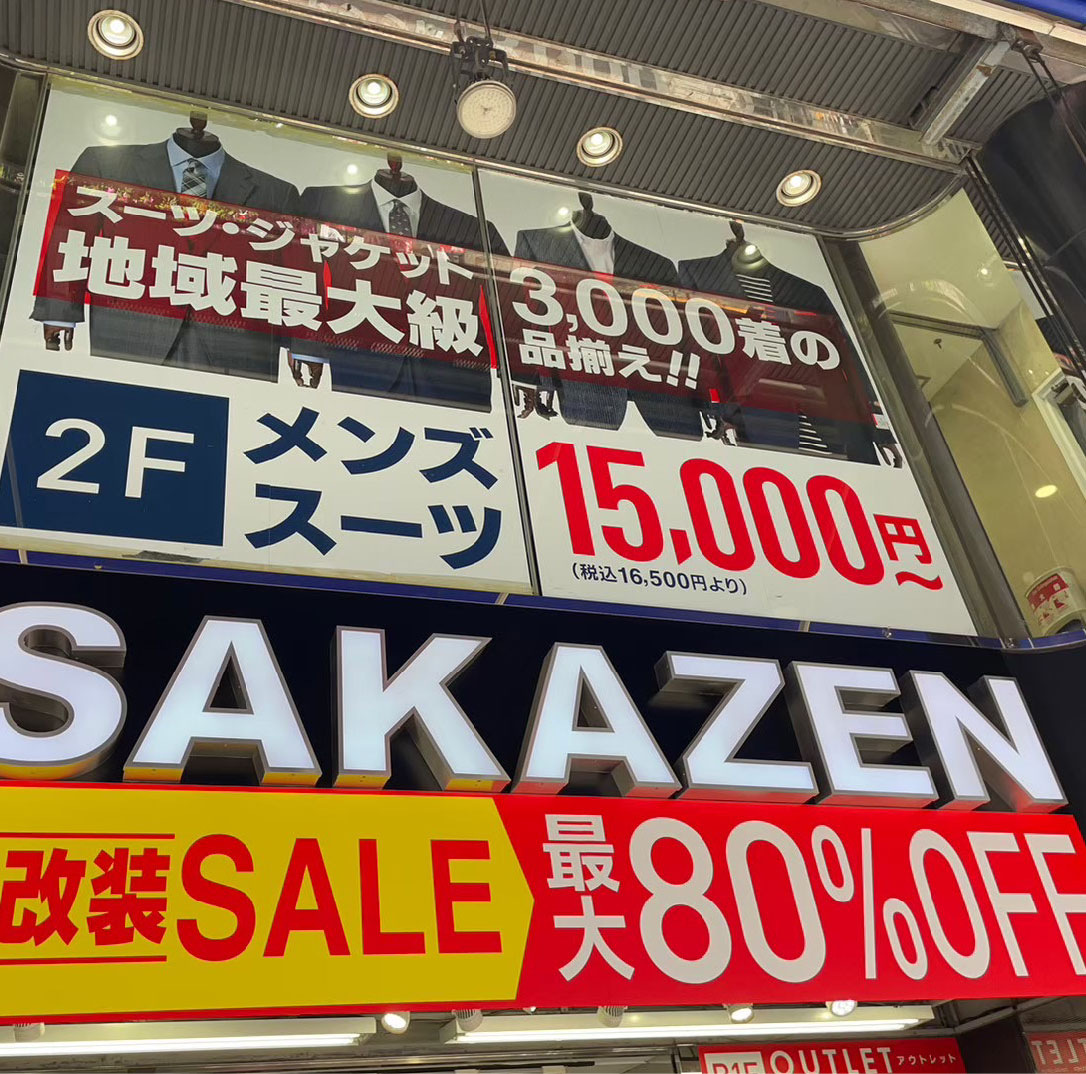 スーツ・ジャケット
地域最大級
3,000着の
品揃え!!
2F メンズ
スーツ
15,000円~
(税込16,500円より)
SAKAZEN
改装SALE 最大80%OFF
B1F OUTLET アウトレット